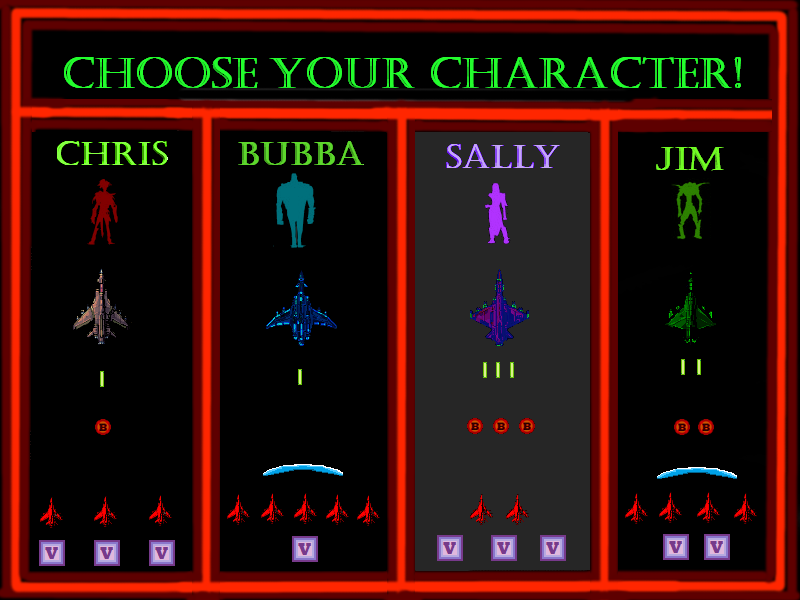 CHOOSE YOUR CHARACTER!
CHRIS BUBBA SALLY JIM
B B B B B B
V V V V V V V V V